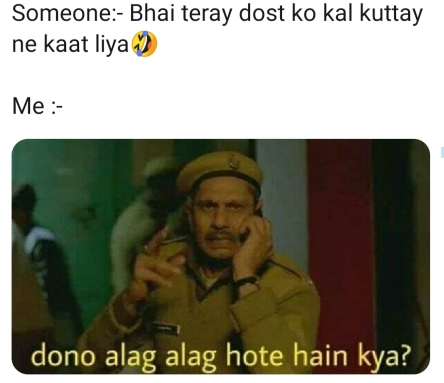 Someone:- Bhai teray dost ko kal kuttay
ne kaat liya🤣
Me :-
dono alag alag hote hain kya?